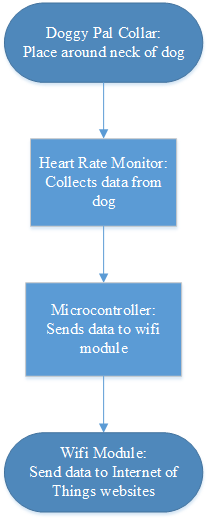 Doggy Pal Collar:
Place around neck of dog
Heart Rate Monitor:
Collects data from
dog
Microcontroller:
Sends data to wifi
module
Wifi Module:
Send data to Internet of
Things websites